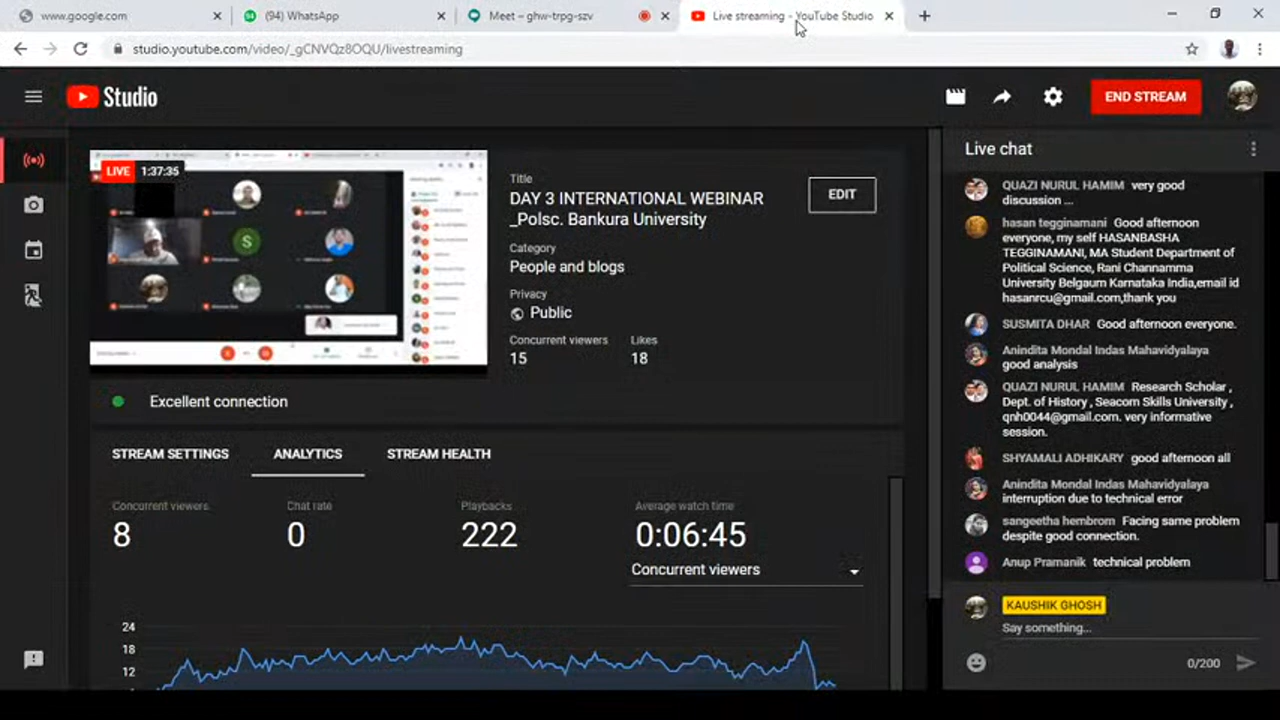 www.google.com
(94) WhatsApp
Meet – ghw-trpg-szv
Live streaming - YouTube Studio
studio.youtube.com/video/_gCNVQz8OQU/livestreaming
Studio
END STREAM
LIVE 1:37:35
Title
DAY 3 INTERNATIONAL WEBINAR
_Polsc. Bankura University
EDIT
Category
People and blogs
Privacy
Public
Concurrent viewers Likes
15 18
Excellent connection
STREAM SETTINGS ANALYTICS STREAM HEALTH
Concurrent viewers Chat rate Playbacks Average watch time
8 0 222 0:06:45
Concurrent viewers
24
18
12
S
Live chat
QUAZI NURUL HAMIM very good
discussion ...
hasan tegginamani Good afternoon
everyone, my self HASANBASHA
TEGGINAMANI, MA Student Department of
Political Science, Rani Channamma
University Belgaum Karnataka India,email id
hasanrcu@gmail.com,thank you
SUSMITA DHAR Good afternoon everyone.
Anindita Mondal Indas Mahavidyalaya
good analysis
QUAZI NURUL HAMIM Research Scholar ,
Dept. of History , Seacom Skills University ,
qnh0044@gmail.com. very informative
session.
SHYAMALI ADHIKARY good afternoon all
Anindita Mondal Indas Mahavidyalaya
interruption due to technical error
sangeetha hembrom Facing same problem
despite good connection.
Anup Pramanik technical problem
KAUSHIK GHOSH
Say something...
0/200